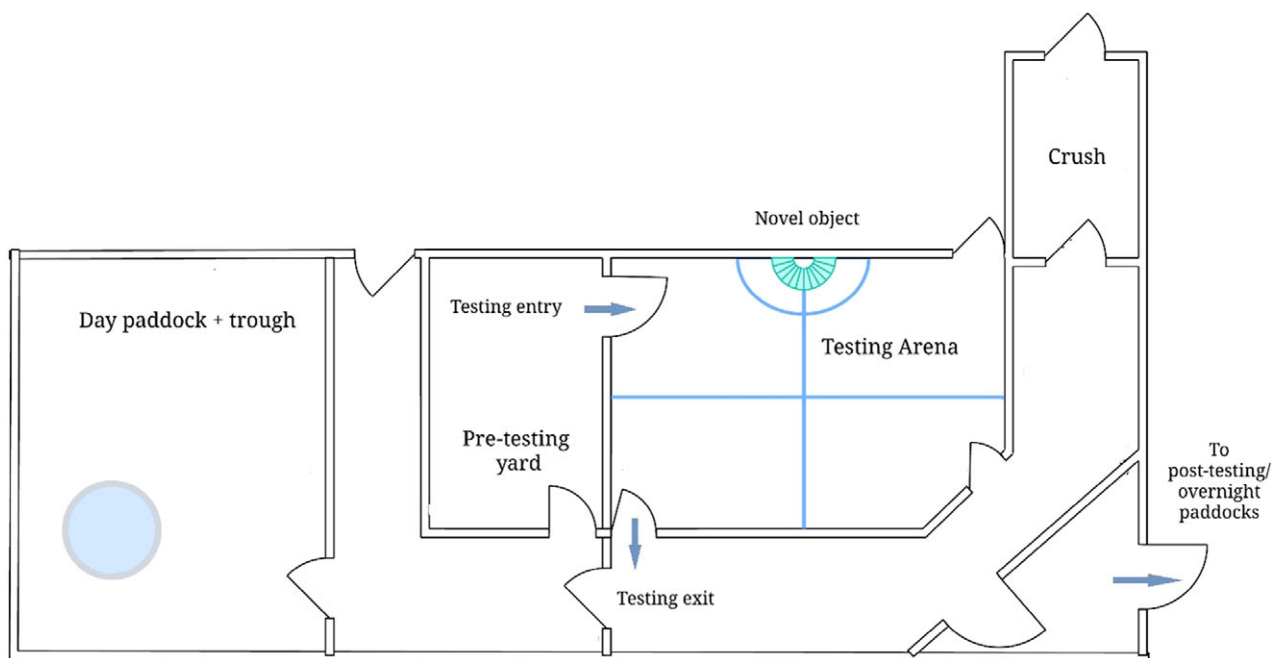 Crush
Novel object
Testing entry
Day paddock + trough
Testing Arena
Pre-testing
yard
To
post-testing/
overnight
paddocks
Testing exit